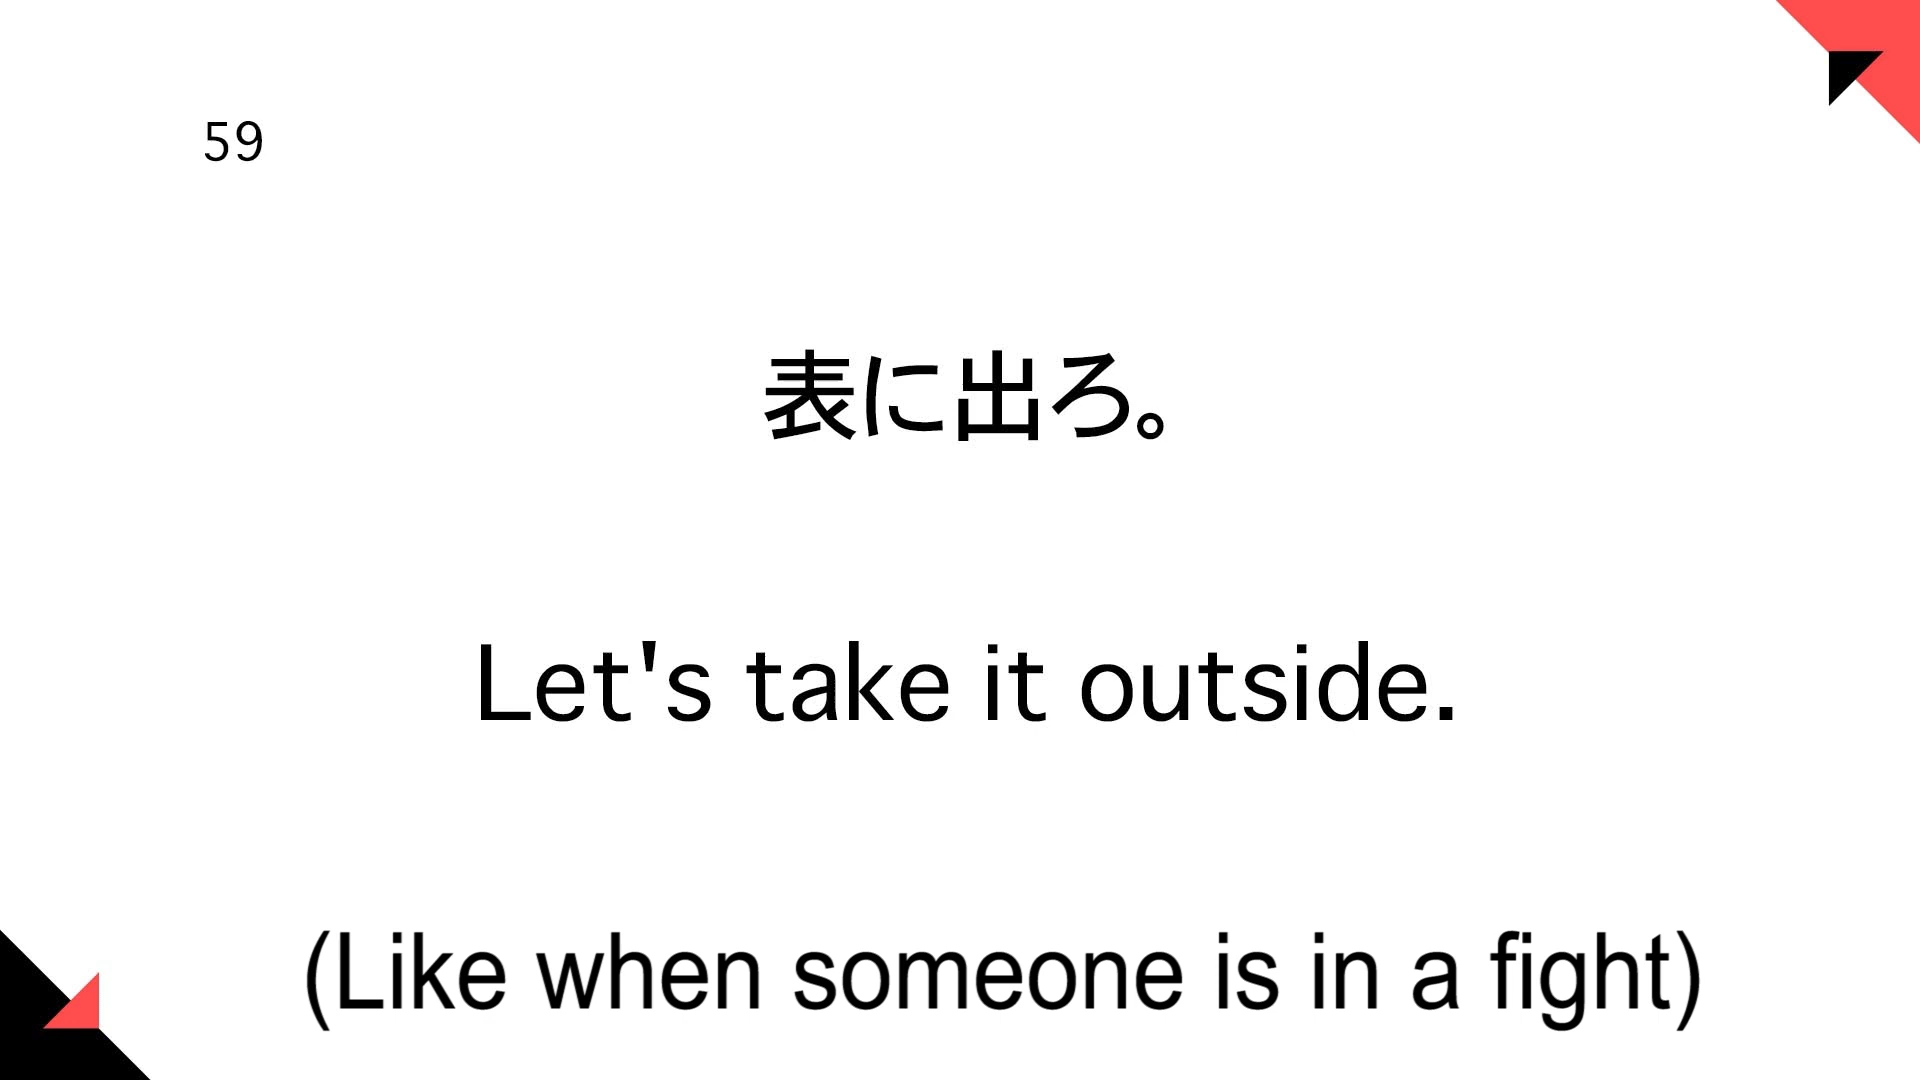 59
表に出ろ。
Let's take it outside.
(Like when someone is in a fight)